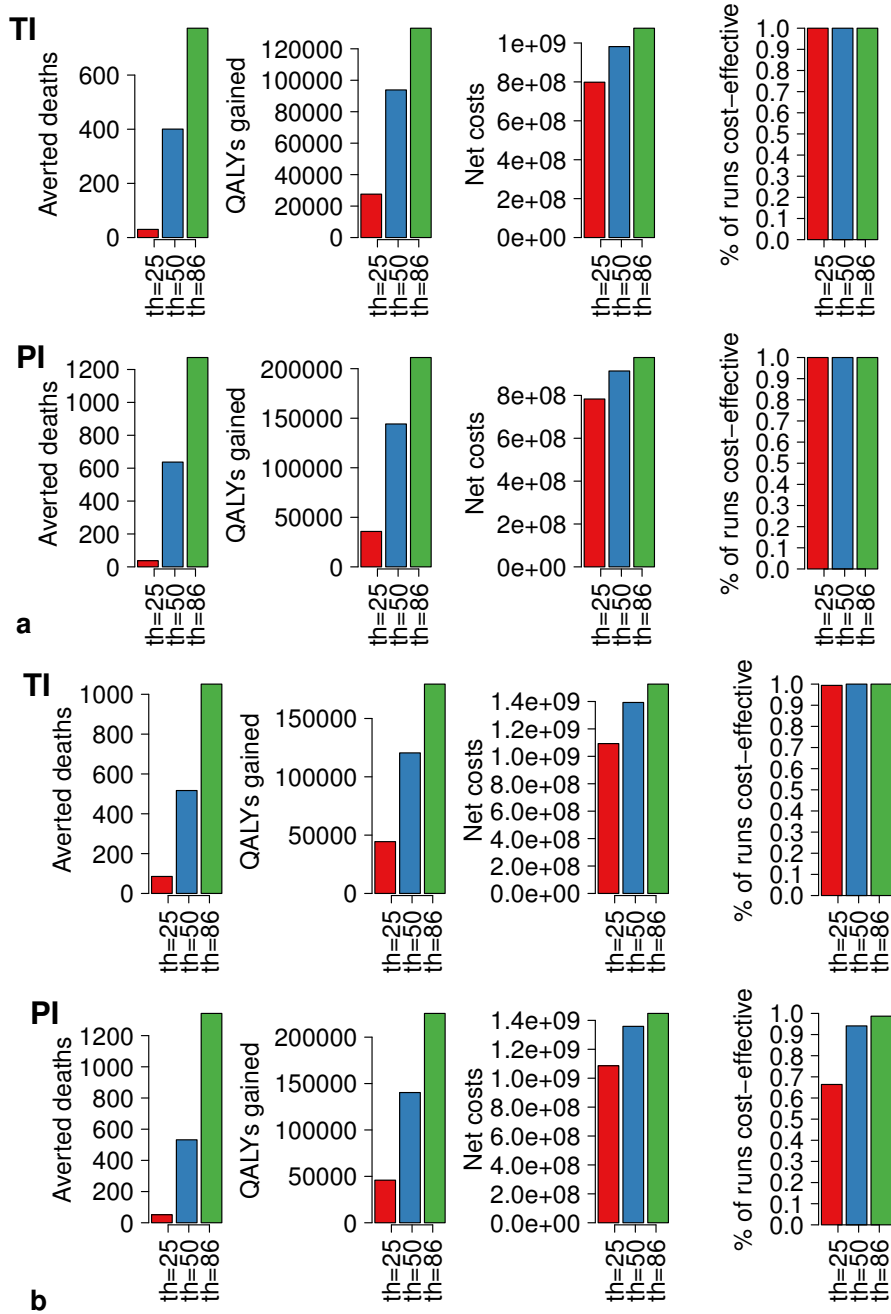 TI
Averted deaths
600
400
200
0
th=25
th=50
th=86
QALYs gained
120000
100000
80000
60000
40000
20000
0
th=25
th=50
th=86
Net costs
1e+09
8e+08
6e+08
4e+08
2e+08
0e+00
th=25
th=50
th=86
% of runs cost−effective
1.0
0.9
0.8
0.7
0.6
0.5
0.4
0.3
0.2
0.1
0.0
th=25
th=50
th=86
PI
Averted deaths
1200
1000
800
600
400
200
0
th=25
th=50
th=86
QALYs gained
200000
150000
100000
50000
0
th=25
th=50
th=86
Net costs
8e+08
6e+08
4e+08
2e+08
0e+00
th=25
th=50
th=86
% of runs cost−effective
1.0
0.9
0.8
0.7
0.6
0.5
0.4
0.3
0.2
0.1
0.0
th=25
th=50
th=86
a
TI
Averted deaths
1000
800
600
400
200
0
th=25
th=50
th=86
QALYs gained
150000
100000
50000
0
th=25
th=50
th=86
Net costs
1.4e+09
1.2e+09
1.0e+09
8.0e+08
6.0e+08
4.0e+08
2.0e+08
0.0e+00
th=25
th=50
th=86
% of runs cost−effective
1.0
0.9
0.8
0.7
0.6
0.5
0.4
0.3
0.2
0.1
0.0
th=25
th=50
th=86
PI
Averted deaths
1200
1000
800
600
400
200
0
th=25
th=50
th=86
QALYs gained
200000
150000
100000
50000
0
th=25
th=50
th=86
Net costs
1.4e+09
1.2e+09
1.0e+09
8.0e+08
6.0e+08
4.0e+08
2.0e+08
0.0e+00
th=25
th=50
th=86
% of runs cost−effective
1.0
0.9
0.8
0.7
0.6
0.5
0.4
0.3
0.2
0.1
0.0
th=25
th=50
th=86
b